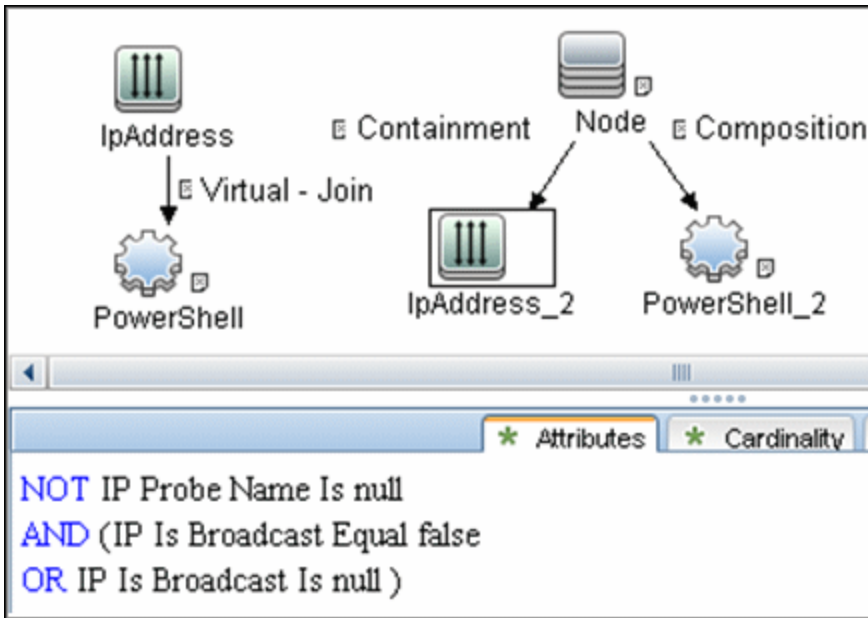 IpAddress
Virtual - Join
PowerShell
Node
Containment
Composition
IpAddress_2
PowerShell_2
Attributes
Cardinality
NOT IP Probe Name Is null
AND (IP Is Broadcast Equal false
OR IP Is Broadcast Is null )